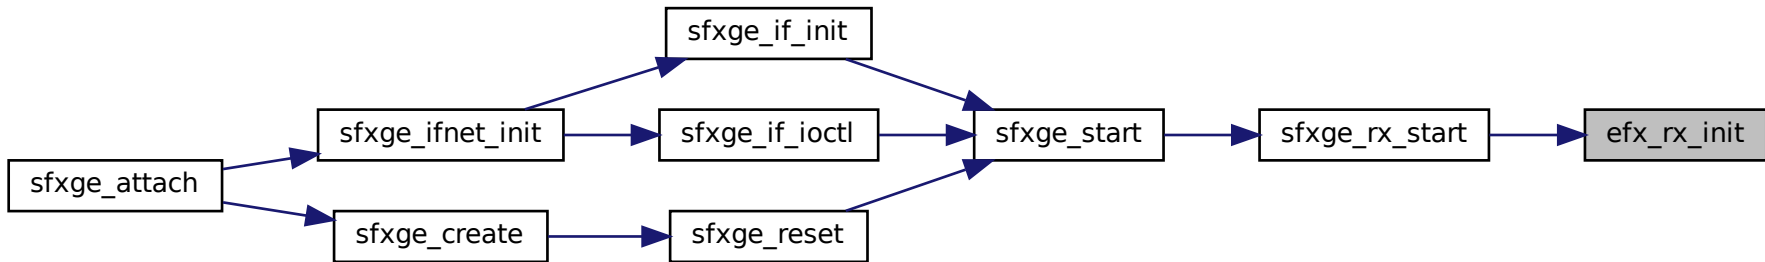 sfxge_if_init
sfxge_ifnet_init
sfxge_if_ioctl
sfxge_start
sfxge_rx_start
efx_rx_init
sfxge_attach
sfxge_create
sfxge_reset